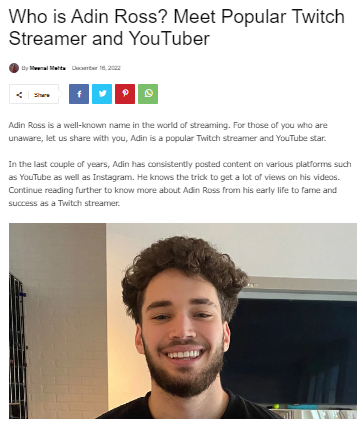 Who is Adin Ross? Meet Popular Twitch
Streamer and YouTuber
By Meenal Mehta December 16, 2022
Share
Adin Ross is a well-known name in the world of streaming. For those of you who are
unaware, let us share with you, Adin is a popular Twitch streamer and YouTube star.
In the last couple of years, Adin has consistently posted content on various platforms such
as YouTube as well as Instagram. He knows the trick to get a lot of views on his videos.
Continue reading further to know more about Adin Ross from his early life to fame and
success as a Twitch streamer.